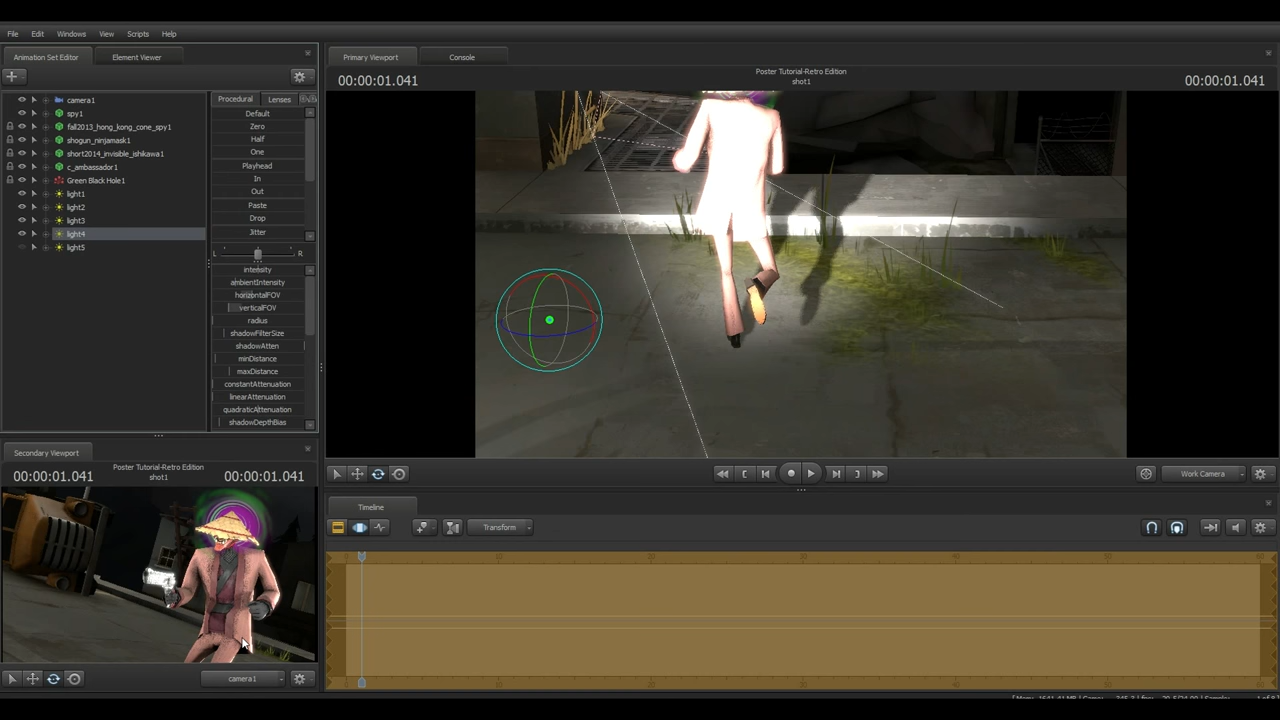 File Edit Windows View Scripts Help
Animation Set Editor Element Viewer
camera1
spy1
fall2013_hong_kong_cone_spy1
shogun_ninjamask1
short2014_invisible_ishikawa1
c_ambassador1
Green Black Hole1
light1
light2
light3
light4
light5
Procedural Lenses
Default
Zero
Half
One
Playhead
In
Out
Paste
Drop
Jitter
L R
intensity
ambientIntensity
horizontalFOV
verticalFOV
radius
shadowFilterSize
shadowAtten
minDistance
maxDistance
constantAttenuation
linearAttenuation
quadraticAttenuation
shadowDepthBias
Primary Viewport Console
00:00:01.041 Poster Tutorial-Retro Edition 00:00:01.041
shot1
Work Camera
Secondary Viewport
Poster Tutorial-Retro Edition
00:00:01.041 shot1 00:00:01.041
camera1
Timeline
Transform